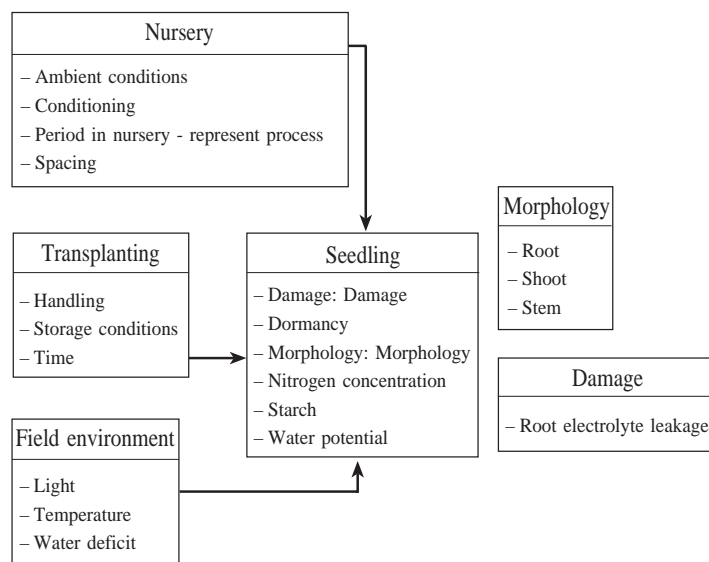 Nursery
– Ambient conditions
– Conditioning
– Period in nursery - represent process
– Spacing
Transplanting
– Handling
– Storage conditions
– Time
Field environment
– Light
– Temperature
– Water deficit
Seedling
– Damage: Damage
– Dormancy
– Morphology: Morphology
– Nitrogen concentration
– Starch
– Water potential
Morphology
– Root
– Shoot
– Stem
Damage
– Root electrolyte leakage